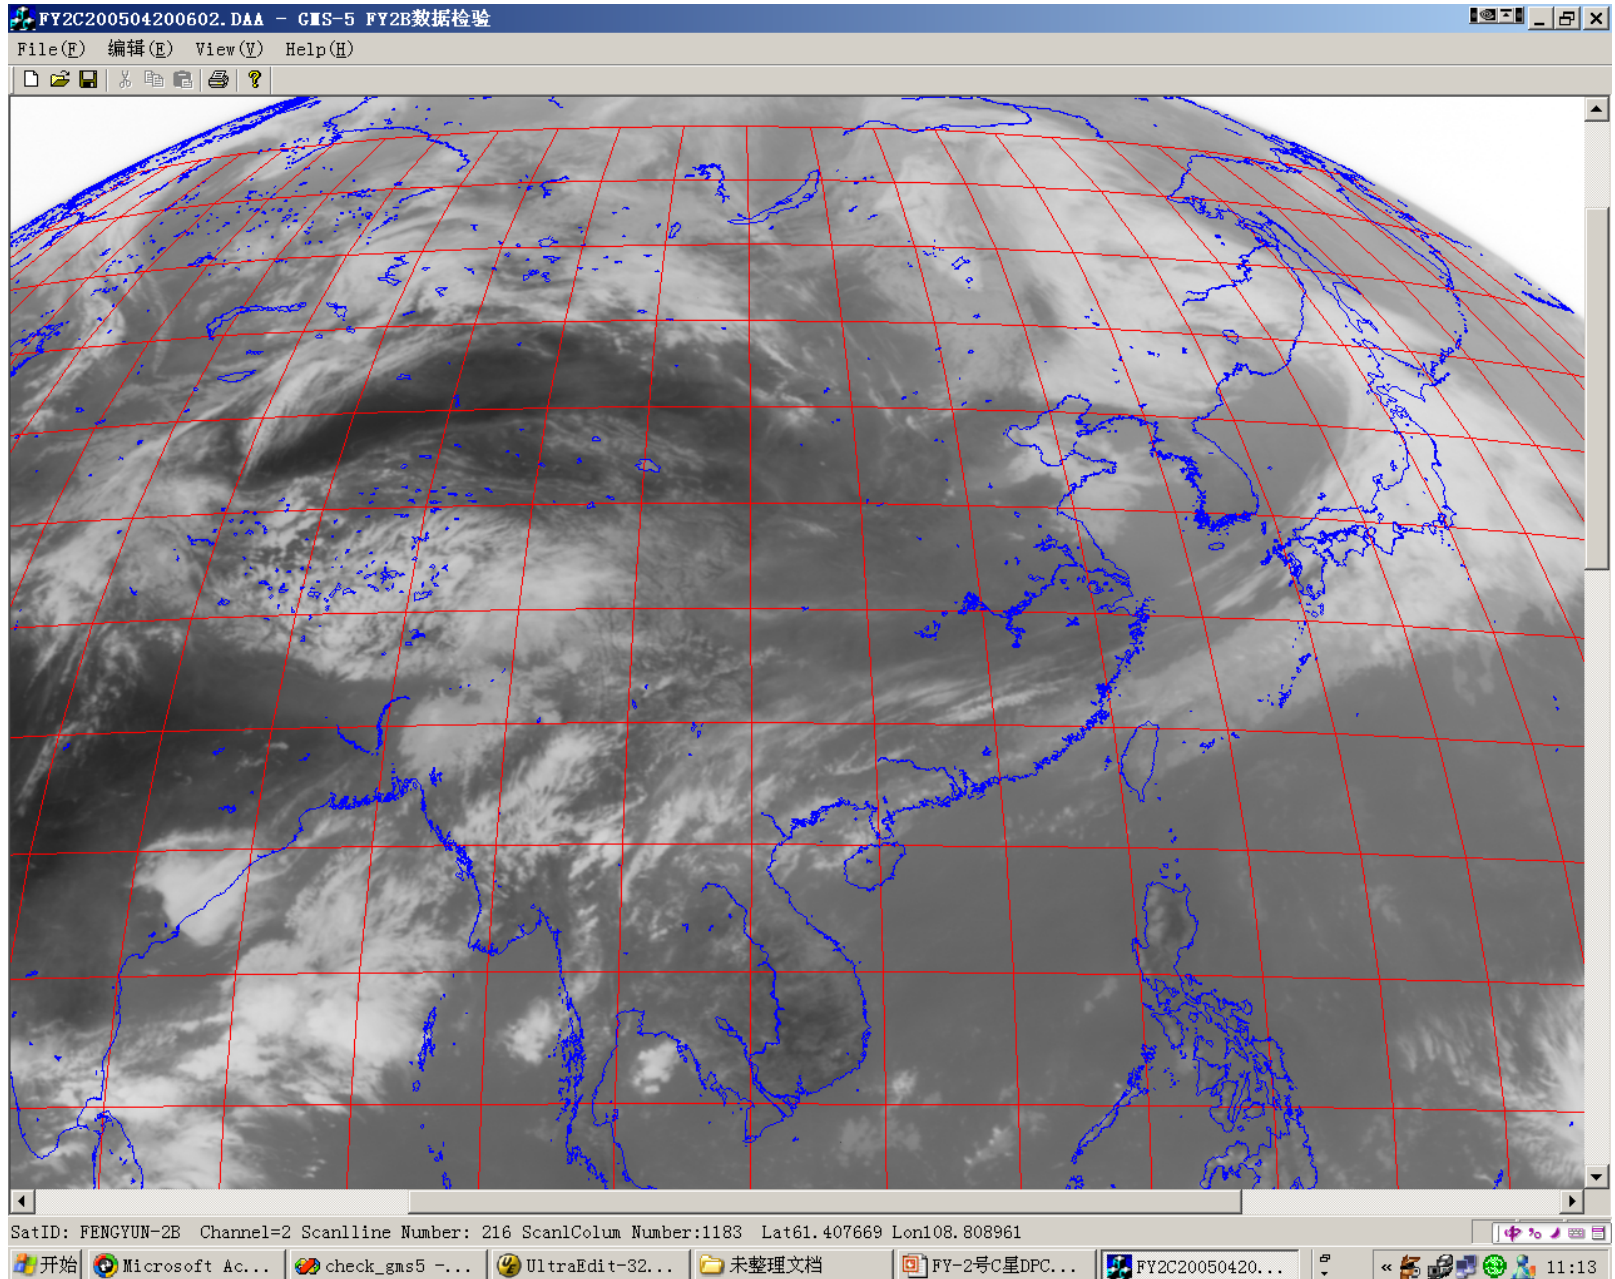 FY2C200504200602.DAA - GMS-5 FY2B数据检验
File(F) 编辑(E) View(V) Help(H)
SatID: FENGYUN-2B Channel=2 Scanlline Number: 216 ScanlColum Number:1183 Lat61.407669 Lon108.808961
中
开始 Microsoft Ac... check_gms5 -... UltraEdit-32... 未整理文档 FY-2号C星DPC... FY2C20050420... « 11:13